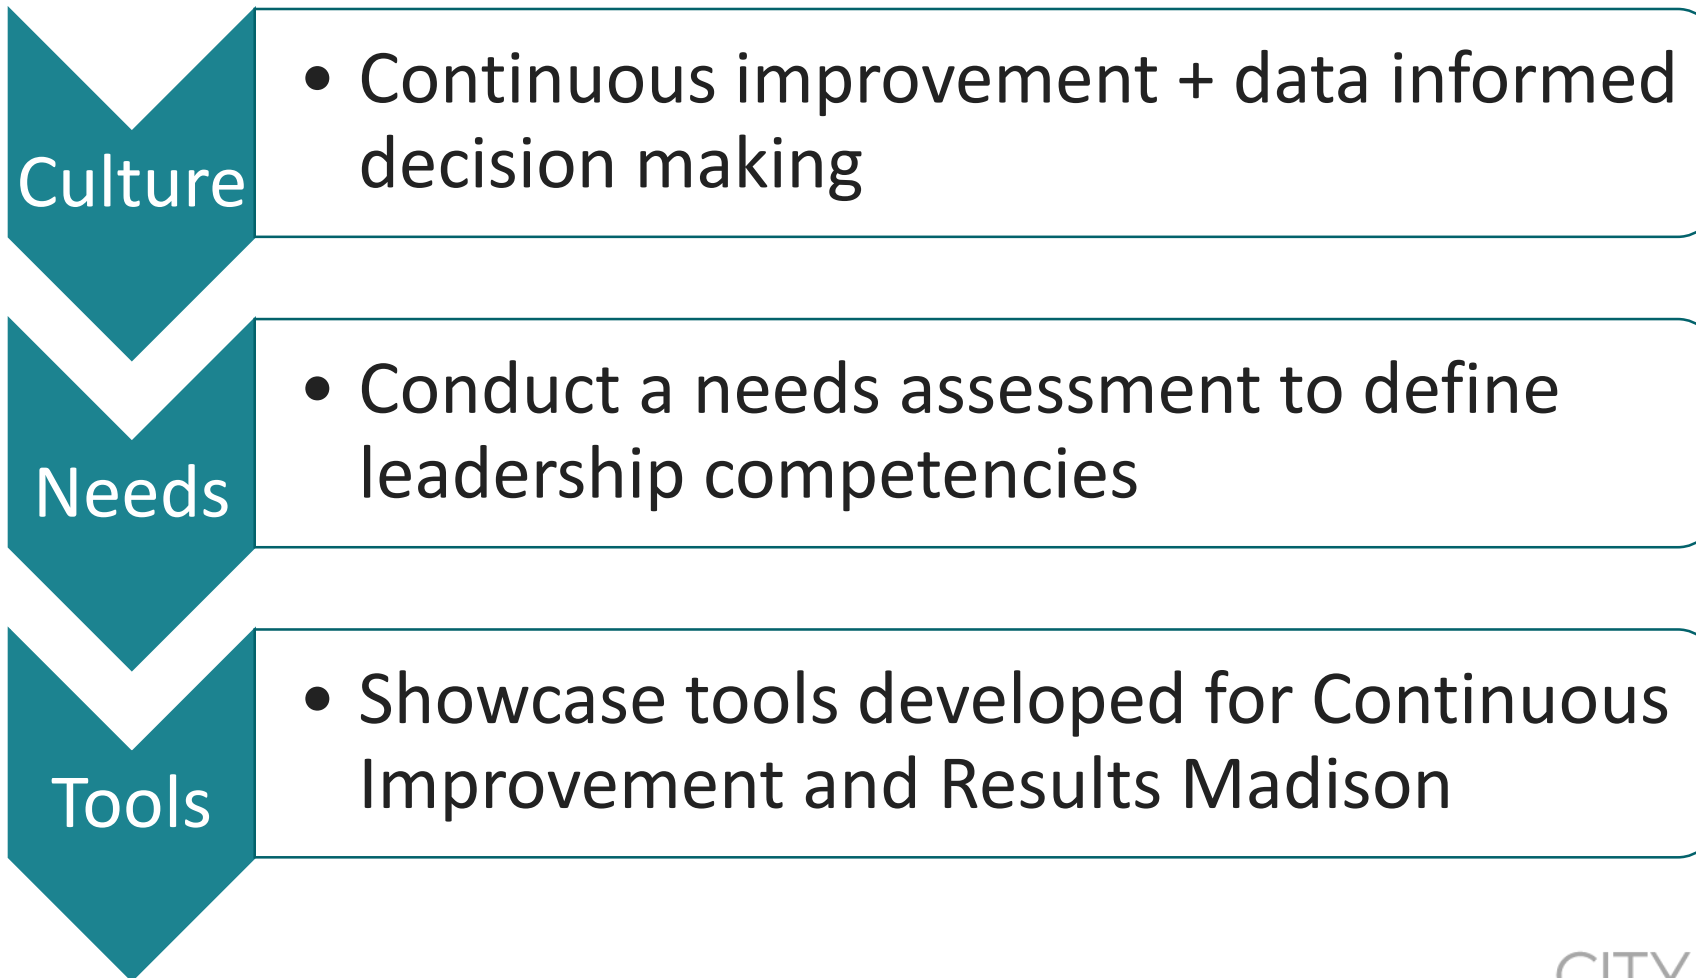 Culture
• Continuous improvement + data informed
decision making
Needs
• Conduct a needs assessment to define
leadership competencies
Tools
• Showcase tools developed for Continuous
Improvement and Results Madison
CITY